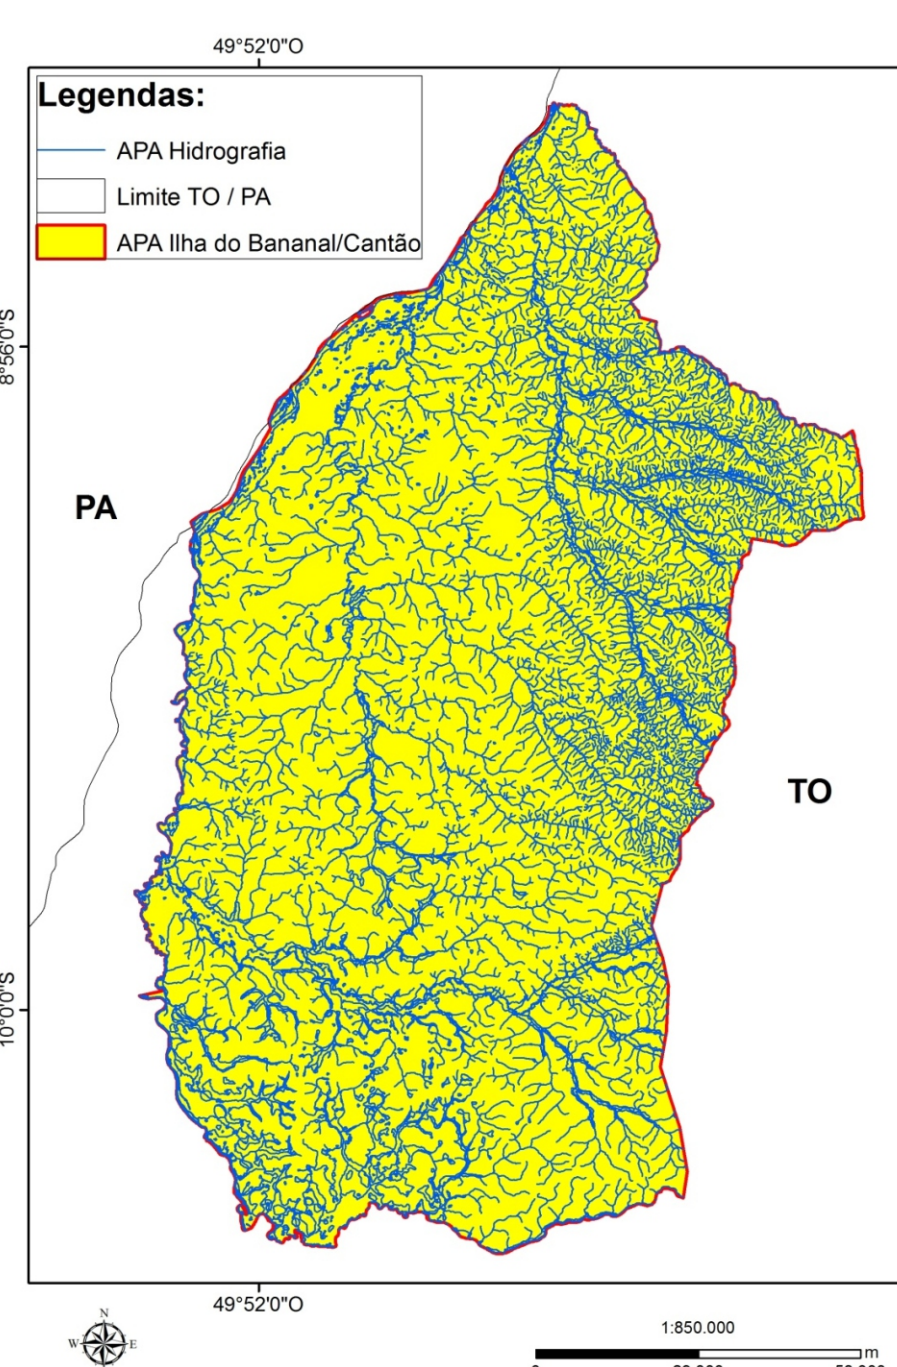 49°52'0"O
Legendas:
APA Hidrografia
Limite TO / PA
APA Ilha do Bananal/Cantão
8°56'0"S
PA
TO
10°0'0"S
49°52'0"O
N
W E
1:850.000
m